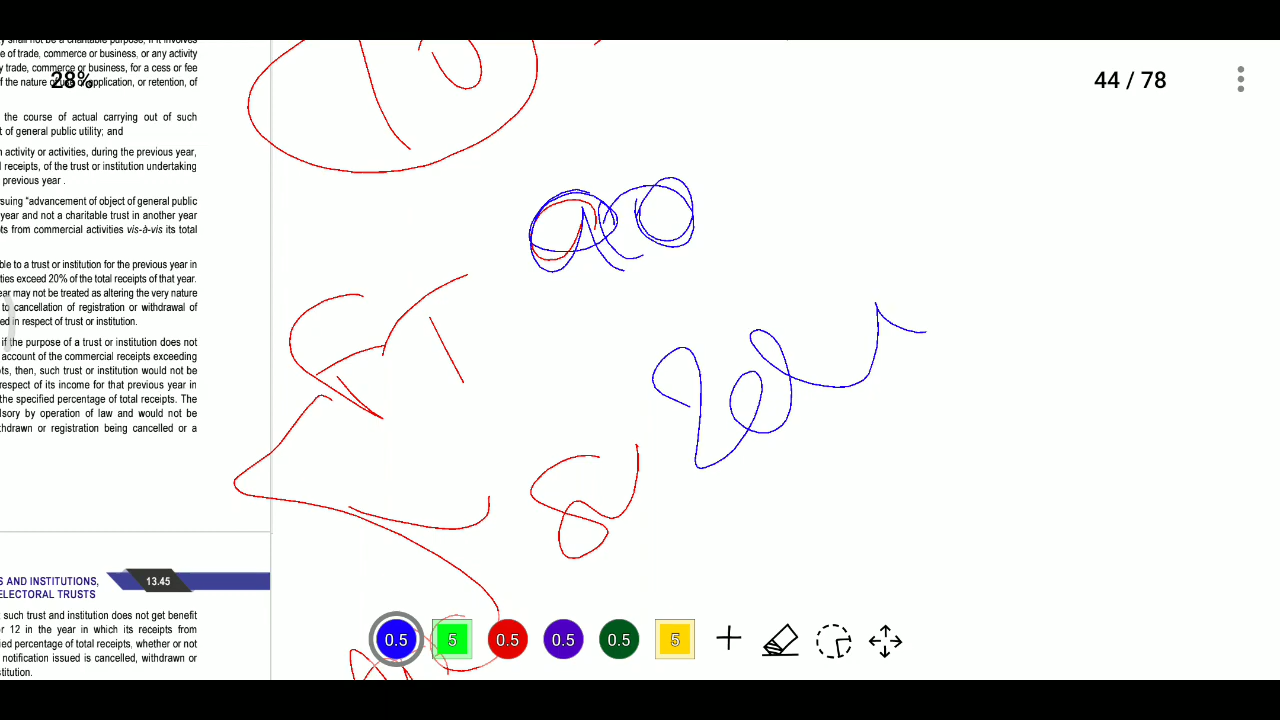 y shall not be a charitable purpose, if it involves
e of trade, commerce or business, or any activity
y trade, commerce or business, for a cess or fee
f the nature of use or application, or retention, of
28%
44 / 78
the course of actual carrying out of such
t of general public utility; and
n activity or activities, during the previous year,
l receipts, of the trust or institution undertaking
previous year .
rsuing “advancement of object of general public
year and not a charitable trust in another year
pts from commercial activities vis-à-vis its total
ble to a trust or institution for the previous year in
ties exceed 20% of the total receipts of that year.
ear may not be treated as altering the very nature
to cancellation of registration or withdrawal of
ed in respect of trust or institution.
if the purpose of a trust or institution does not
account of the commercial receipts exceeding
pts, then, such trust or institution would not be
respect of its income for that previous year in
the specified percentage of total receipts. The
ulsory by operation of law and would not be
thdrawn or registration being cancelled or a
S AND INSTITUTIONS,
ELECTORAL TRUSTS
13.45
such trust and institution does not get benefit
or 12 in the year in which its receipts from
ied percentage of total receipts, whether or not
notification issued is cancelled, withdrawn or
stitution.
0.5 5 0.5 0.5 0.5 5